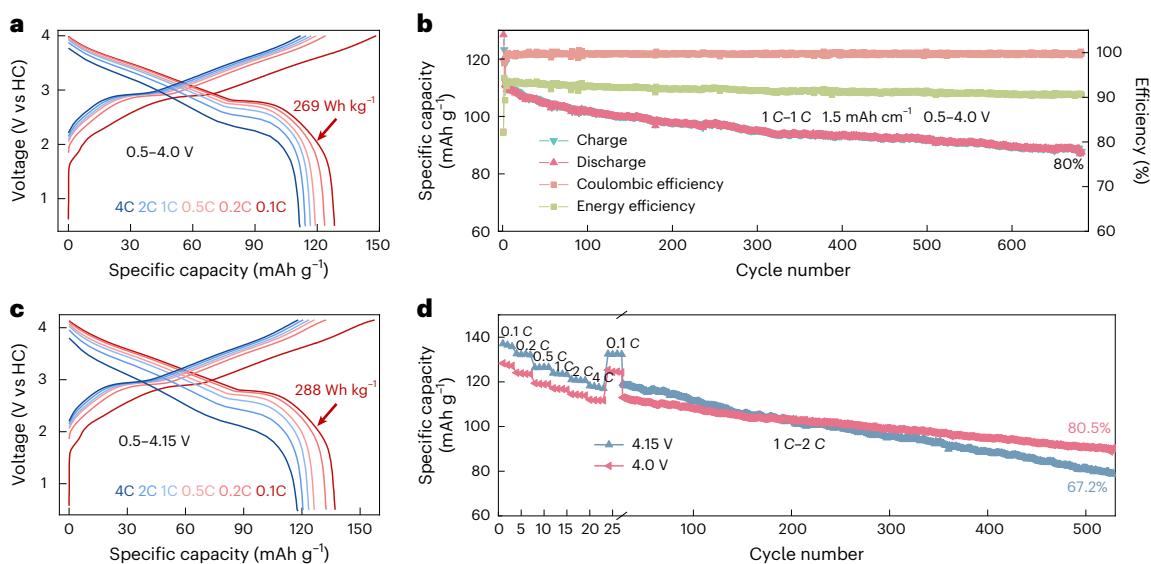 a
4
3
2
1
Voltage (V vs HC)
269 Wh kg⁻¹
0.5–4.0 V
4C 2C 1C 0.5C 0.2C 0.1C
0 30 60 90 120 150
Specific capacity (mAh g⁻¹)
b
120
100
80
60
Specific capacity
(mAh g⁻¹)
1 C–1 C 1.5 mAh cm⁻¹ 0.5–4.0 V
Charge
Discharge
Coulombic efficiency
Energy efficiency
80%
100
90
80
70
60
Efficiency (%)
0 100 200 300 400 500 600
Cycle number
c
4
3
2
1
Voltage (V vs HC)
288 Wh kg⁻¹
0.5–4.15 V
4C 2C 1C 0.5C 0.2C 0.1C
0 30 60 90 120 150
Specific capacity (mAh g⁻¹)
d
140
120
100
80
60
Specific capacity
(mAh g⁻¹)
0.1 C
0.2 C
0.5 C
1 C
2 C
4 C
0.1 C
4.15 V
4.0 V
1 C–2 C
80.5%
67.2%
0 5 10 15 20 25 100 200 300 400 500
Cycle number